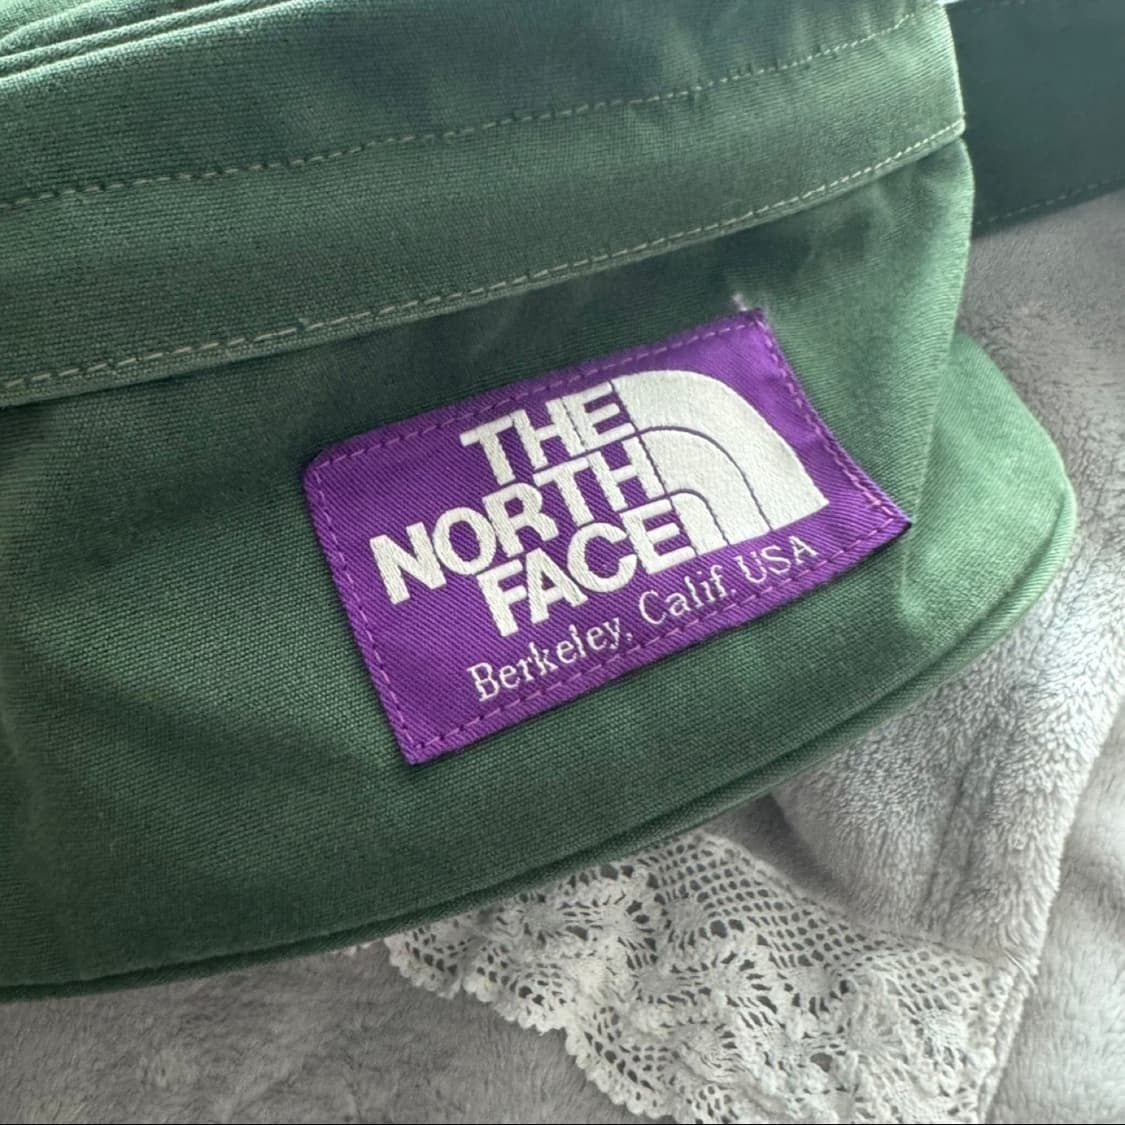 THE
NORTH
FACE
Berkeley, Calif. USA